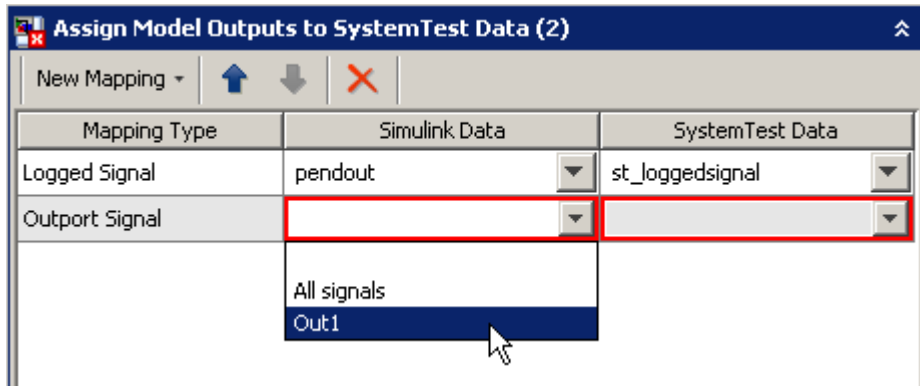 Assign Model Outputs to SystemTest Data (2)
New Mapping
Mapping Type Simulink Data SystemTest Data
Logged Signal pendout st_loggedsignal
Outport Signal
All signals
Out1